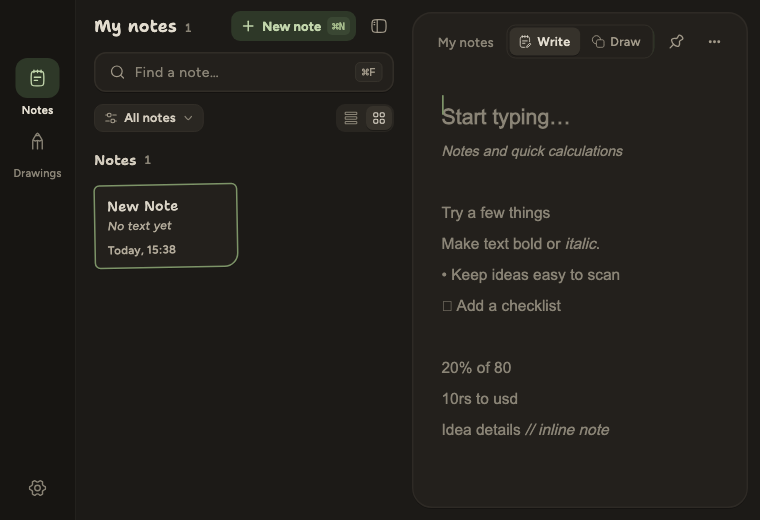 Notes
Drawings
My notes 1
+ New note ⌘N
Find a note... ⌘F
All notes
Notes 1
New Note
No text yet
Today, 15:38
My notes
Write
Draw
Start typing...
Notes and quick calculations
Try a few things
Make text bold or italic.
• Keep ideas easy to scan
☐ Add a checklist
20% of 80
10rs to usd
Idea details // inline note